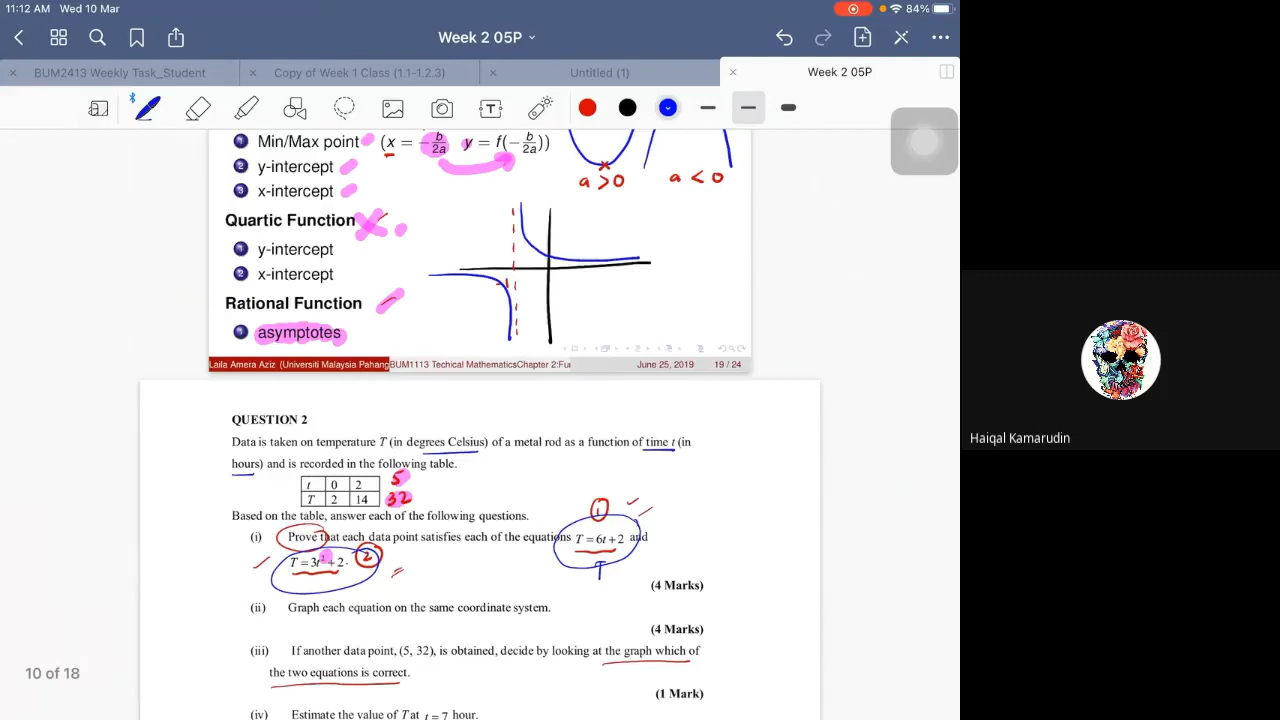 11:12 AM Wed 10 Mar
84%
Week 2 05P
BUM2413 Weekly Task_Student
Copy of Week 1 Class (1.1-1.2.3)
Untitled (1)
Week 2 05P
1 Min/Max point (x = -b/2a y = f(-b/2a))
2 y-intercept
3 x-intercept
a > 0
a < 0
Quartic Function
1 y-intercept
2 x-intercept
Rational Function
1 asymptotes
Laila Amera Aziz (Universiti Malaysia Pahang BUM1113 Techical MathematicsChapter 2:Fu June 25, 2019 19 / 24
QUESTION 2
Data is taken on temperature T (in degrees Celsius) of a metal rod as a function of time t (in
hours) and is recorded in the following table.
t 0 2 5
T 2 14 32
Based on the table, answer each of the following questions.
1
(i) Prove that each data point satisfies each of the equations T = 6t + 2 and
T = 3t² + 2. 2
(4 Marks)
(ii) Graph each equation on the same coordinate system.
(4 Marks)
(iii) If another data point, (5, 32), is obtained, decide by looking at the graph which of
the two equations is correct.
(1 Mark)
(iv) Estimate the value of T at t = 7 hour.
10 of 18
Haiqal Kamarudin